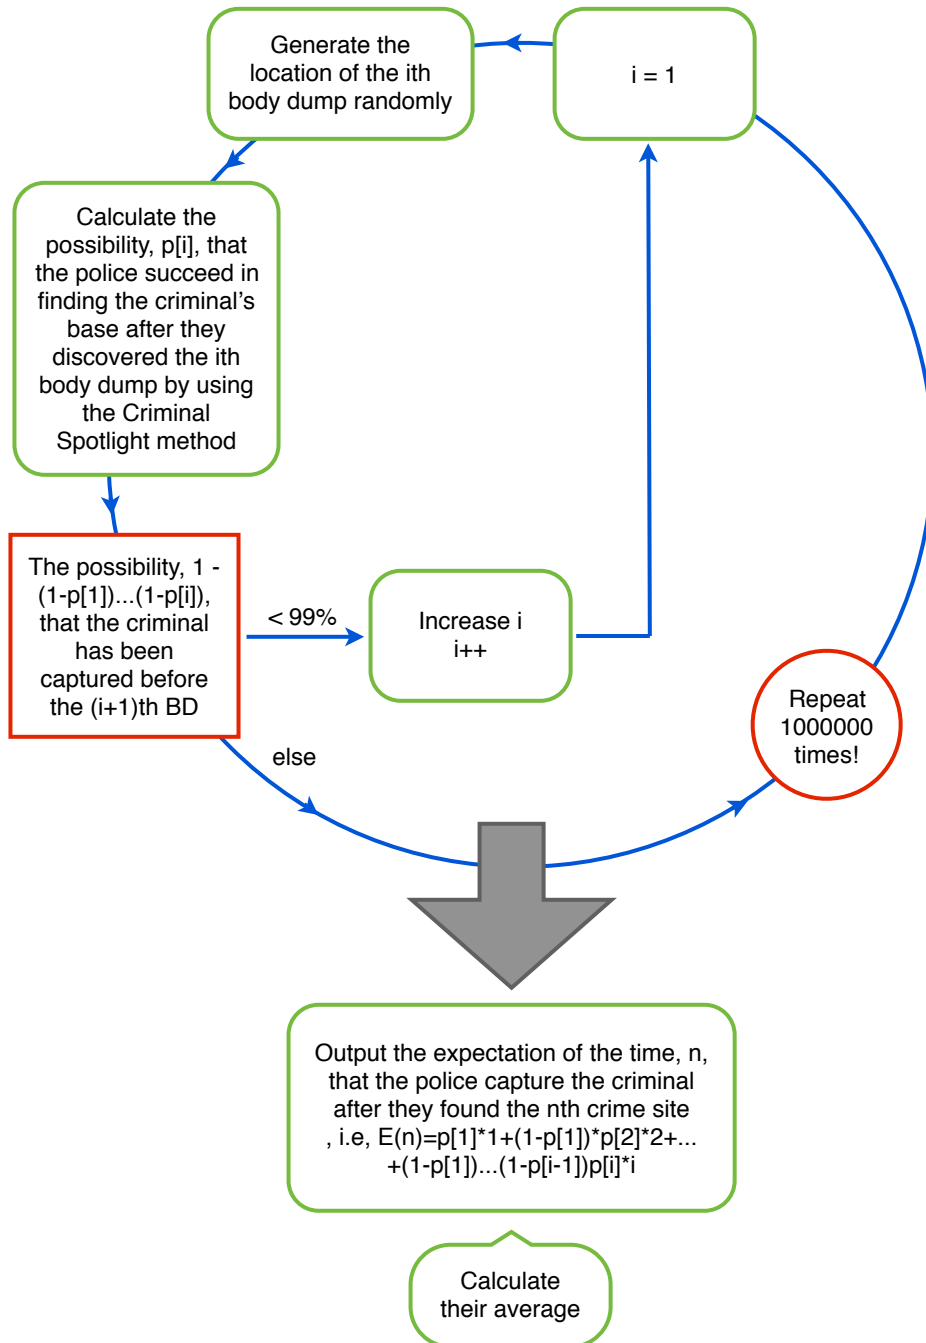 Generate the
location of the ith
body dump randomly
i = 1
Calculate the
possibility, p[i], that
the police succeed in
finding the criminal’s
base after they
discovered the ith
body dump by using
the Criminal
Spotlight method
The possibility, 1 -
(1-p[1])...(1-p[i]),
that the criminal
has been
captured before
the (i+1)th BD
< 99%
Increase i
i++
Repeat
1000000
times!
else
Output the expectation of the time, n,
that the police capture the criminal
after they found the nth crime site
, i.e, E(n)=p[1]*1+(1-p[1])*p[2]*2+...
+(1-p[1])...(1-p[i-1])p[i]*i
Calculate
their average